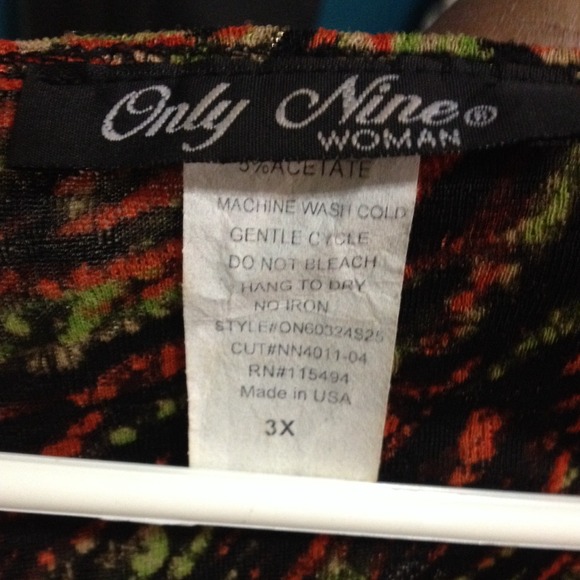 Only Nine®
WOMAN
5%ACETATE
MACHINE WASH COLD
GENTLE CYCLE
DO NOT BLEACH
HANG TO DRY
NO IRON
STYLE#ON60324S25
CUT#NN4011-04
RN#115494
Made in USA
3X